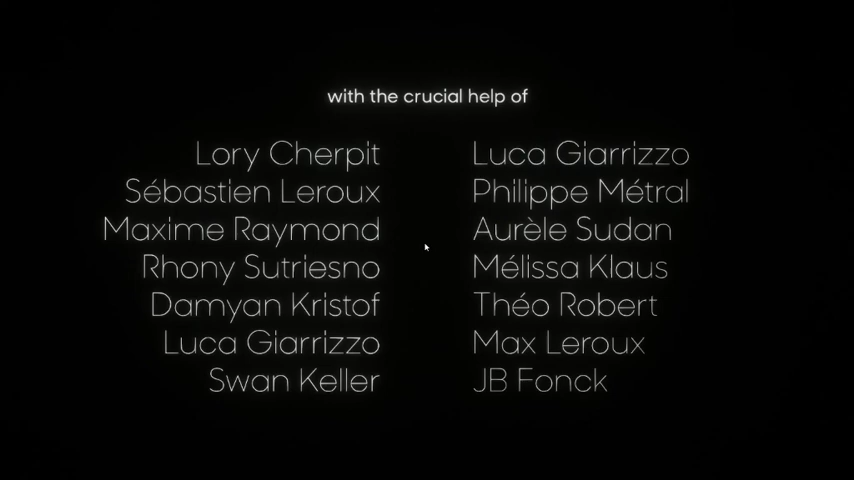 with the crucial help of
Lory Cherpit
Sébastien Leroux
Maxime Raymond
Rhony Sutriesno
Damyan Kristof
Luca Giarrizzo
Swan Keller
Luca Giarrizzo
Philippe Métral
Aurèle Sudan
Mélissa Klaus
Théo Robert
Max Leroux
JB Fonck